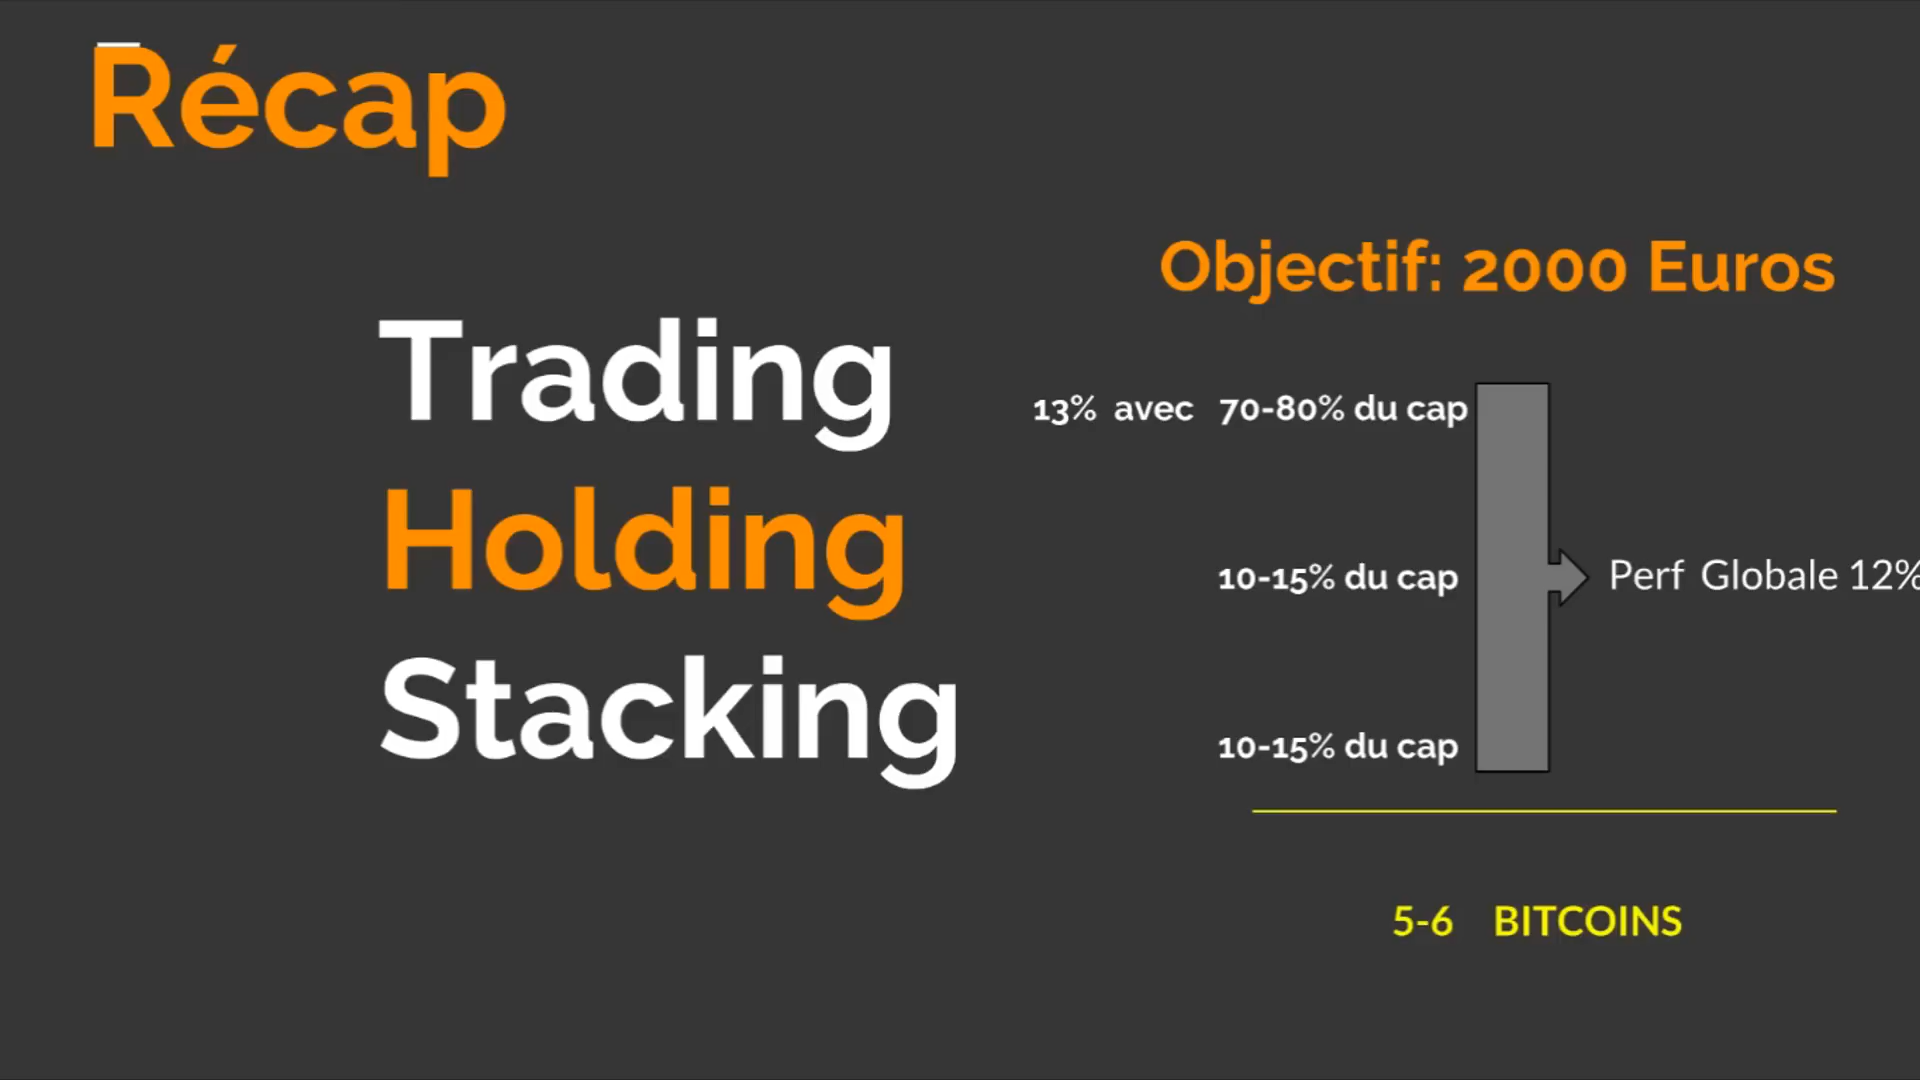 Récap
Objectif: 2000 Euros
Trading
13% avec 70-80% du cap
Holding
10-15% du cap
Perf Globale 12%
Stacking
10-15% du cap
5-6 BITCOINS